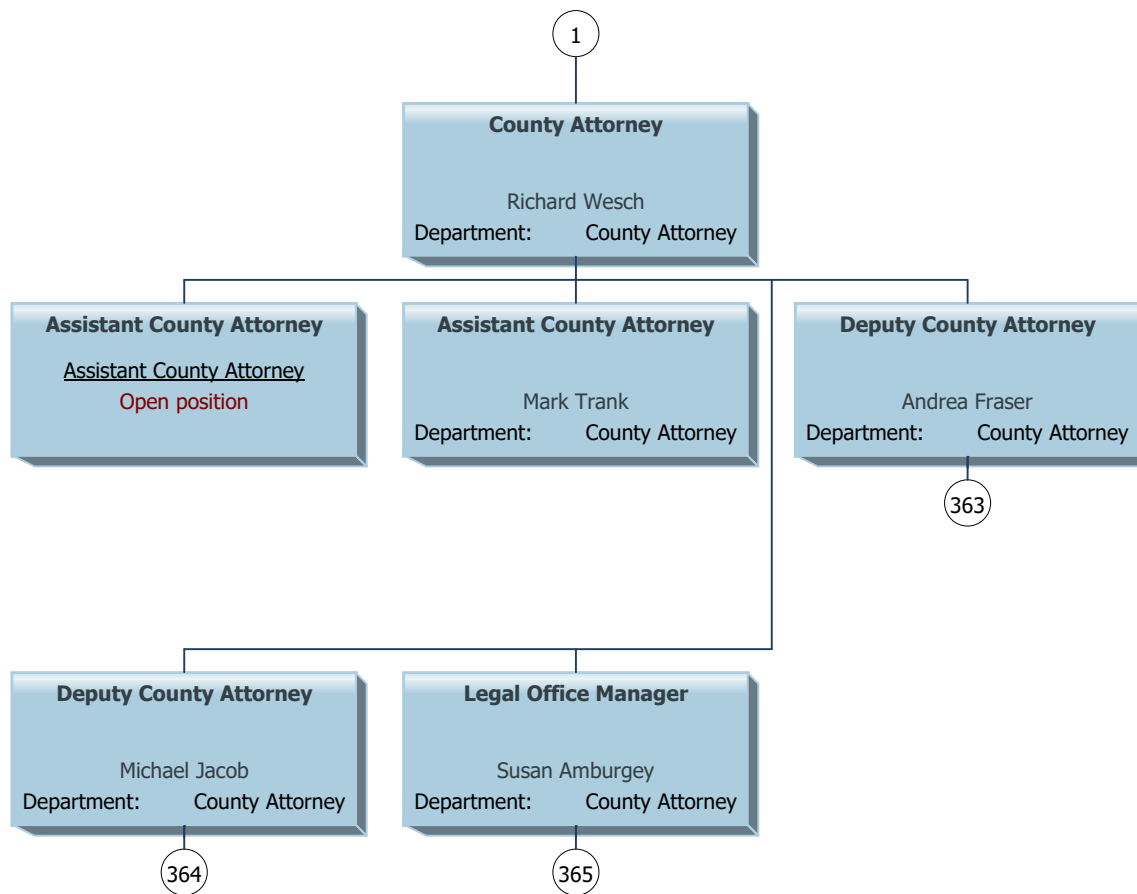 1
County Attorney
Richard Wesch
Department: County Attorney
Assistant County Attorney
Assistant County Attorney
Open position
Assistant County Attorney
Mark Trank
Department: County Attorney
Deputy County Attorney
Andrea Fraser
Department: County Attorney
363
Deputy County Attorney
Michael Jacob
Department: County Attorney
364
Legal Office Manager
Susan Amburgey
Department: County Attorney
365